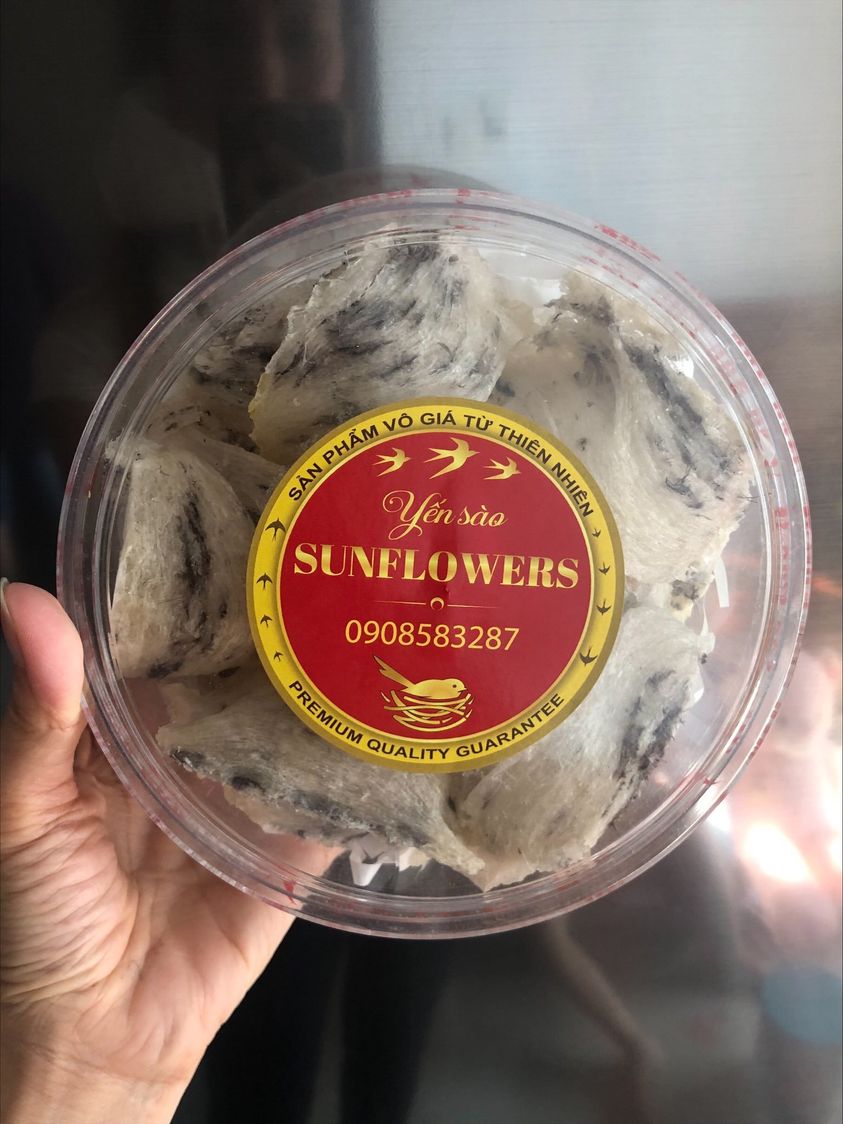 SẢN PHẨM VÔ GIÁ TỪ THIÊN NHIÊN
Yến sào
SUNFLOWERS
0908583287
PREMIUM QUALITY GUARANTEE